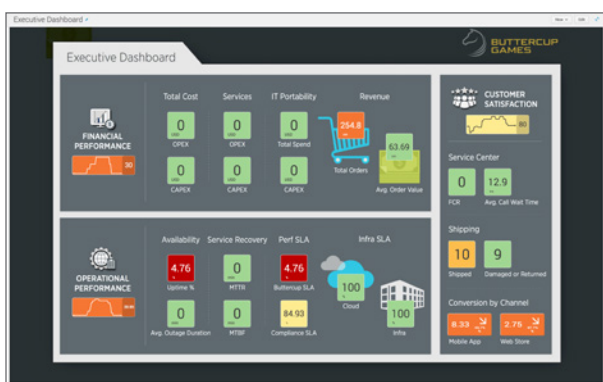 Executive Dashboard
BUTTERCUP
GAMES
Executive Dashboard
FINANCIAL
PERFORMANCE
30
Total Cost
Services
IT Portability
Revenue
0
OPEX
0
OPEX
0
Total Spend
254.8
Total Orders
63.69
Avg. Order Value
0
CAPEX
0
CAPEX
0
CAPEX
OPERATIONAL
PERFORMANCE
Availability
Service Recovery
Perf SLA
Infra SLA
4.76
Uptime %
0
MTTR
4.76
Buttercup SLA
100
Cloud
100
Infra
0
Avg. Outage Duration
0
MTBF
84.93
Compliance SLA
CUSTOMER
SATISFACTION
80
Service Center
0
FCR
12.9
Avg. Call Wait Time
Shipping
10
Shipped
9
Damaged or Returned
Conversion by Channel
8.33
Mobile App
2.75
Web Store